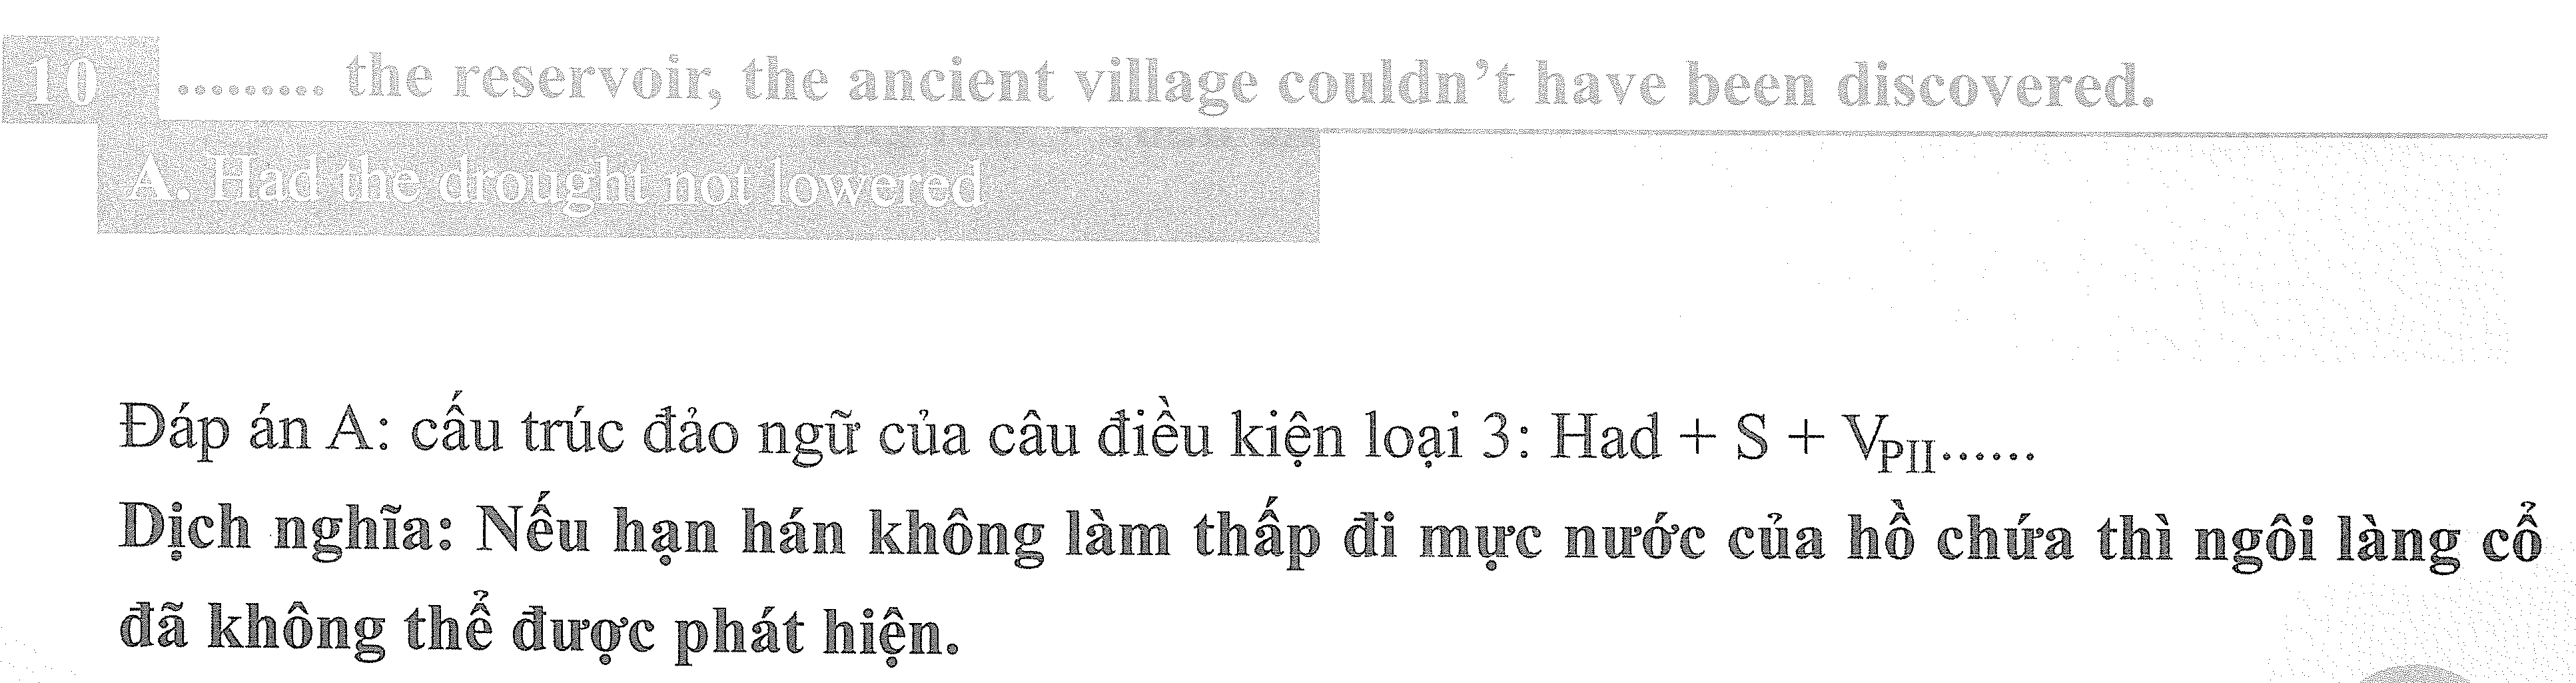 10 ......... the reservoir, the ancient village couldn't have been discovered.
A. Had the drought not lowered
Đáp án A: cấu trúc đảo ngữ của câu điều kiện loại 3: Had + S + VPII......
Dịch nghĩa: Nếu hạn hán không làm thấp đi mực nước của hồ chứa thì ngôi làng cổ
đã không thể được phát hiện.